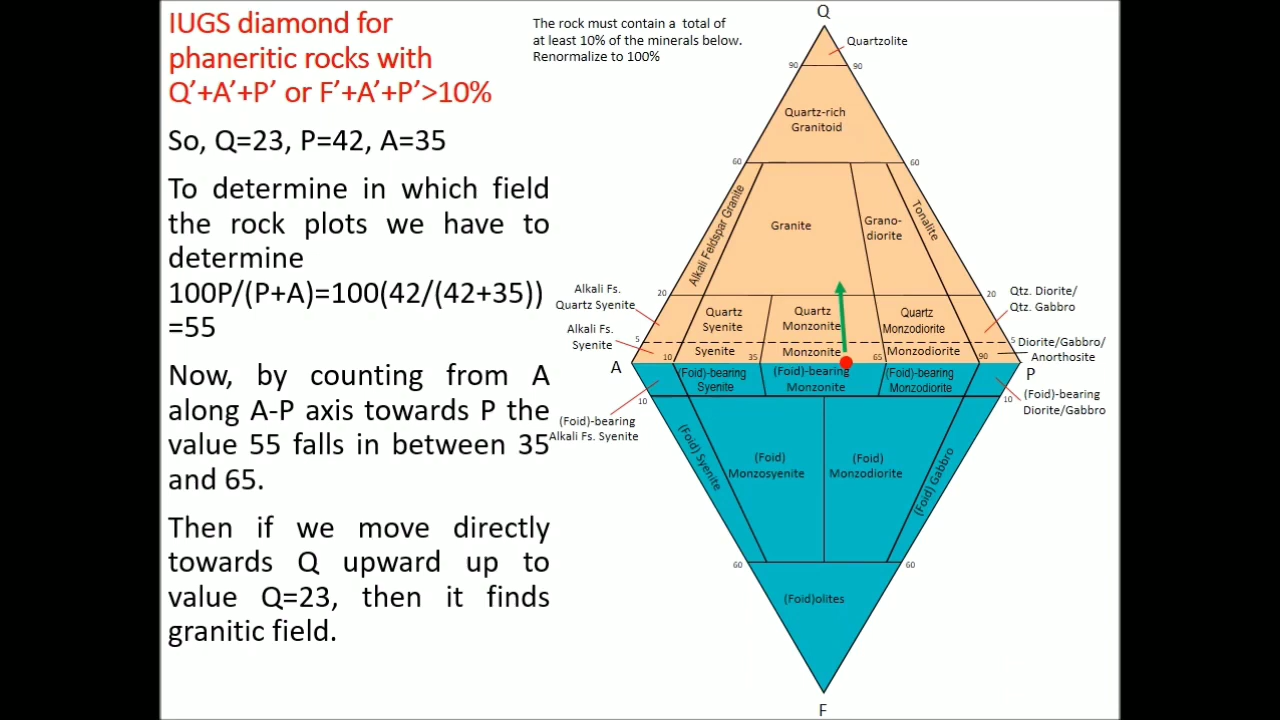 IUGS diamond for
phaneritic rocks with
Q′+A′+P′ or F′+A′+P′>10%
So, Q=23, P=42, A=35
To determine in which field
the rock plots we have to
determine
100P/(P+A)=100(42/(42+35))
=55
Now, by counting from A
along A-P axis towards P the
value 55 falls in between 35
and 65.
Then if we move directly
towards Q upward up to
value Q=23, then it finds
granitic field.
The rock must contain a total of
at least 10% of the minerals below.
Renormalize to 100%
Q
Quartzolite
90
90
Quartz-rich
Granitoid
60
60
Alkali Feldspar Granite
Granite
Grano-
diorite
Tonalite
Alkali Fs.
Quartz Syenite
20
20
Qtz. Diorite/
Qtz. Gabbro
Quartz
Syenite
Quartz
Monzonite
Quartz
Monzodiorite
Alkali Fs.
Syenite
5
5
Diorite/Gabbro/
Anorthosite
10
Syenite
35
Monzonite
65
Monzodiorite
90
A
P
(Foid)-bearing
Syenite
(Foid)-bearing
Monzonite
(Foid)-bearing
Monzodiorite
10
10
(Foid)-bearing
Diorite/Gabbro
(Foid)-bearing
Alkali Fs. Syenite
(Foid) Syenite
(Foid)
Monzosyenite
(Foid)
Monzodiorite
(Foid) Gabbro
60
60
(Foid)olites
F